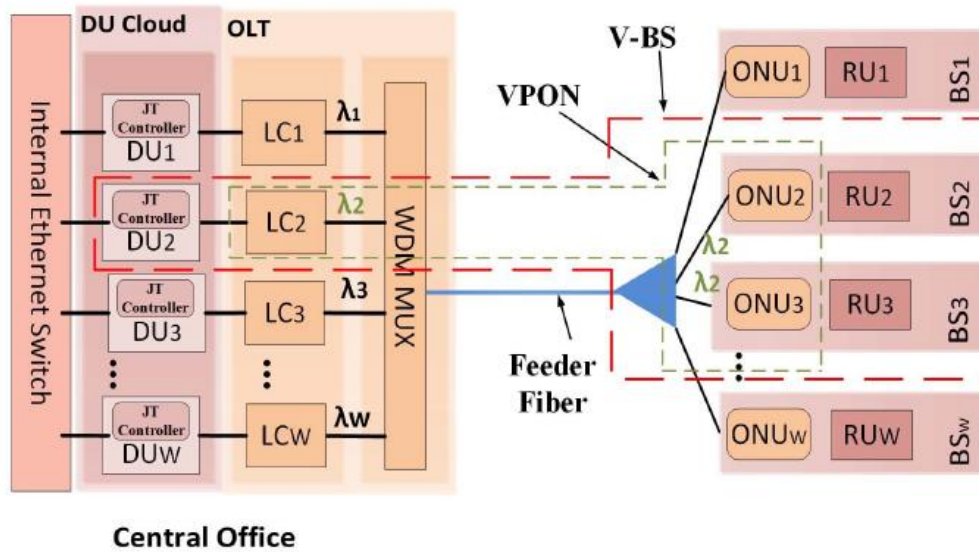 DU Cloud
OLT
V-BS
VPON
Internal Ethernet Switch
JT
Controller
DU1
LC1
λ1
JT
Controller
DU2
LC2
λ2
JT
Controller
DU3
LC3
λ3
JT
Controller
DUW
LCW
λW
WDM MUX
Feeder
Fiber
λ2
λ2
ONU1
RU1
BS1
ONU2
RU2
BS2
ONU3
RU3
BS3
ONUW
RUW
BSw
Central Office